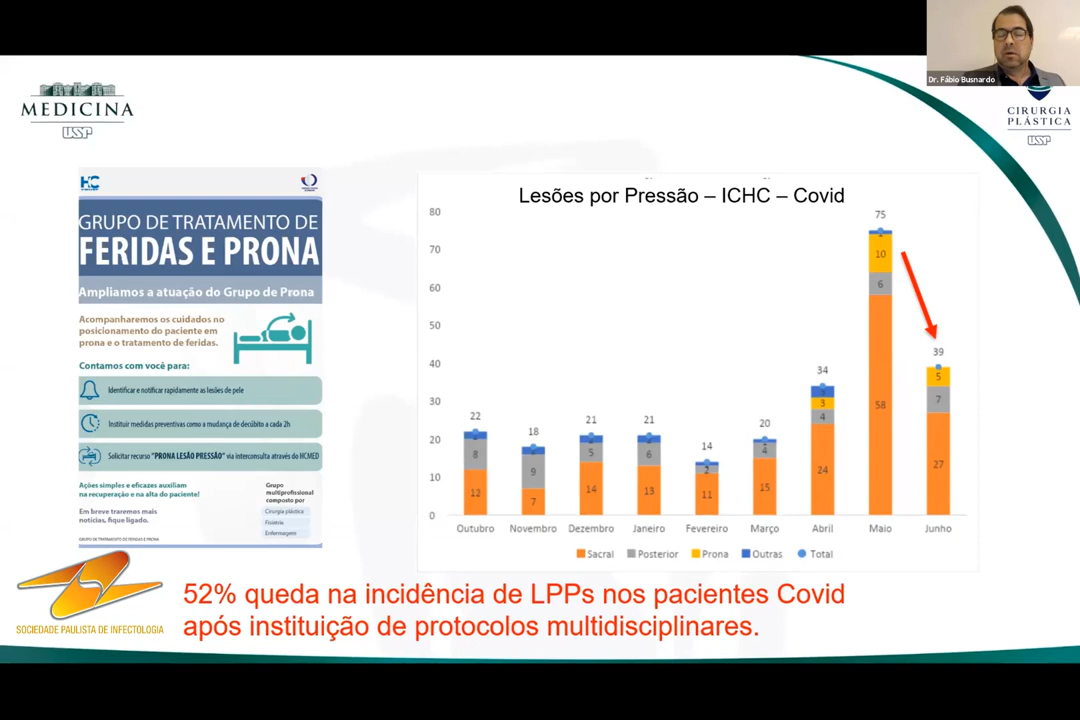 Dr. Fábio Busnardo
MEDICINA
USP
CIRURGIA
PLÁSTICA
USP
HC
GRUPO DE TRATAMENTO DE
FERIDAS E PRONA
Ampliamos a atuação do Grupo de Prona
Acompanharemos os cuidados no
posicionamento do paciente em
prona e o tratamento de feridas.
Contamos com você para:
Identificar e notificar rapidamente as lesões de pele
Instituir medidas preventivas como a mudança de decúbito a cada 2h
Solicitar recurso "PRONA LESÃO PRESSÃO" via interconsulta através do HCMED
Ações simples e eficazes auxiliam
na recuperação e na alta do paciente!
Em breve traremos mais
notícias, fique ligado.
Grupo
multiprofissional
composto por
Cirurgia plástica
Fisiatria
Enfermagem
GRUPO DE TRATAMENTO DE FERIDAS E PRONA
Lesões por Pressão – ICHC – Covid
80
70
60
50
40
30
20
10
0
22
8
12
18
9
7
21
5
14
21
6
13
14
2
11
20
4
15
34
3
4
24
75
10
6
58
39
5
7
27
Outubro Novembro Dezembro Janeiro Fevereiro Março Abril Maio Junho
Sacral Posterior Prona Outras Total
SOCIEDADE PAULISTA DE INFECTOLOGIA
52% queda na incidência de LPPs nos pacientes Covid
após instituição de protocolos multidisciplinares.